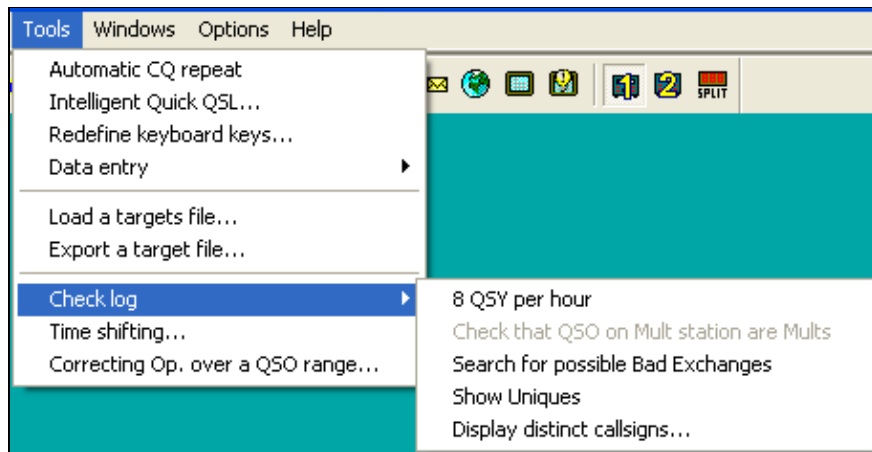 Tools Windows Options Help
Automatic CQ repeat
Intelligent Quick QSL...
Redefine keyboard keys...
Data entry
1 2 SPLIT
Load a targets file...
Export a target file...
Check log
Time shifting...
Correcting Op. over a QSO range...
8 QSY per hour
Check that QSO on Mult station are Mults
Search for possible Bad Exchanges
Show Uniques
Display distinct callsigns...